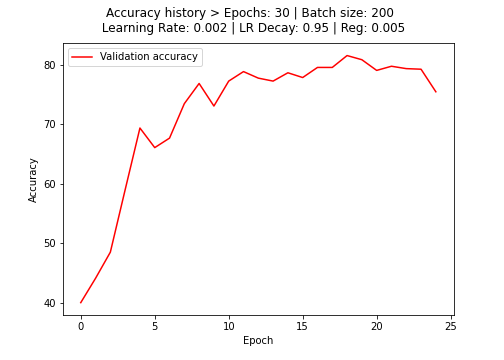 Accuracy history > Epochs: 30 | Batch size: 200
Learning Rate: 0.002 | LR Decay: 0.95 | Reg: 0.005
Validation accuracy
80
70
60
50
40
Accuracy
0 5 10 15 20 25
Epoch